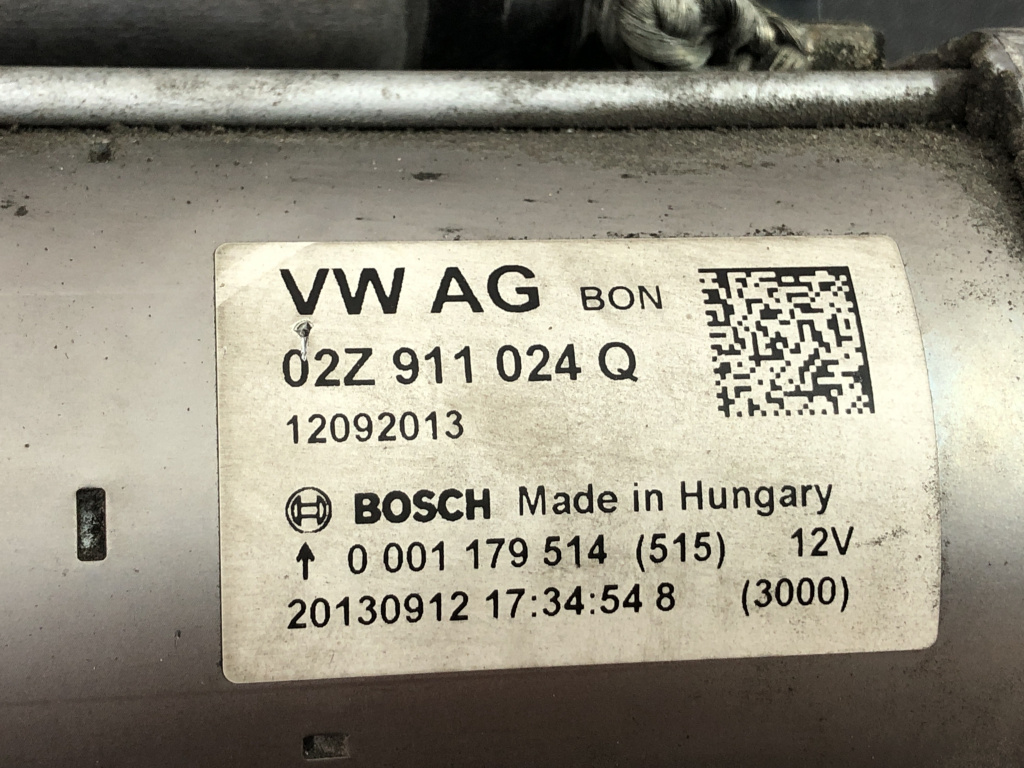 VW AG BON
02Z 911 024 Q
12092013
BOSCH Made in Hungary
↑ 0 001 179 514 (515) 12V
20130912 17:34:54 8 (3000)